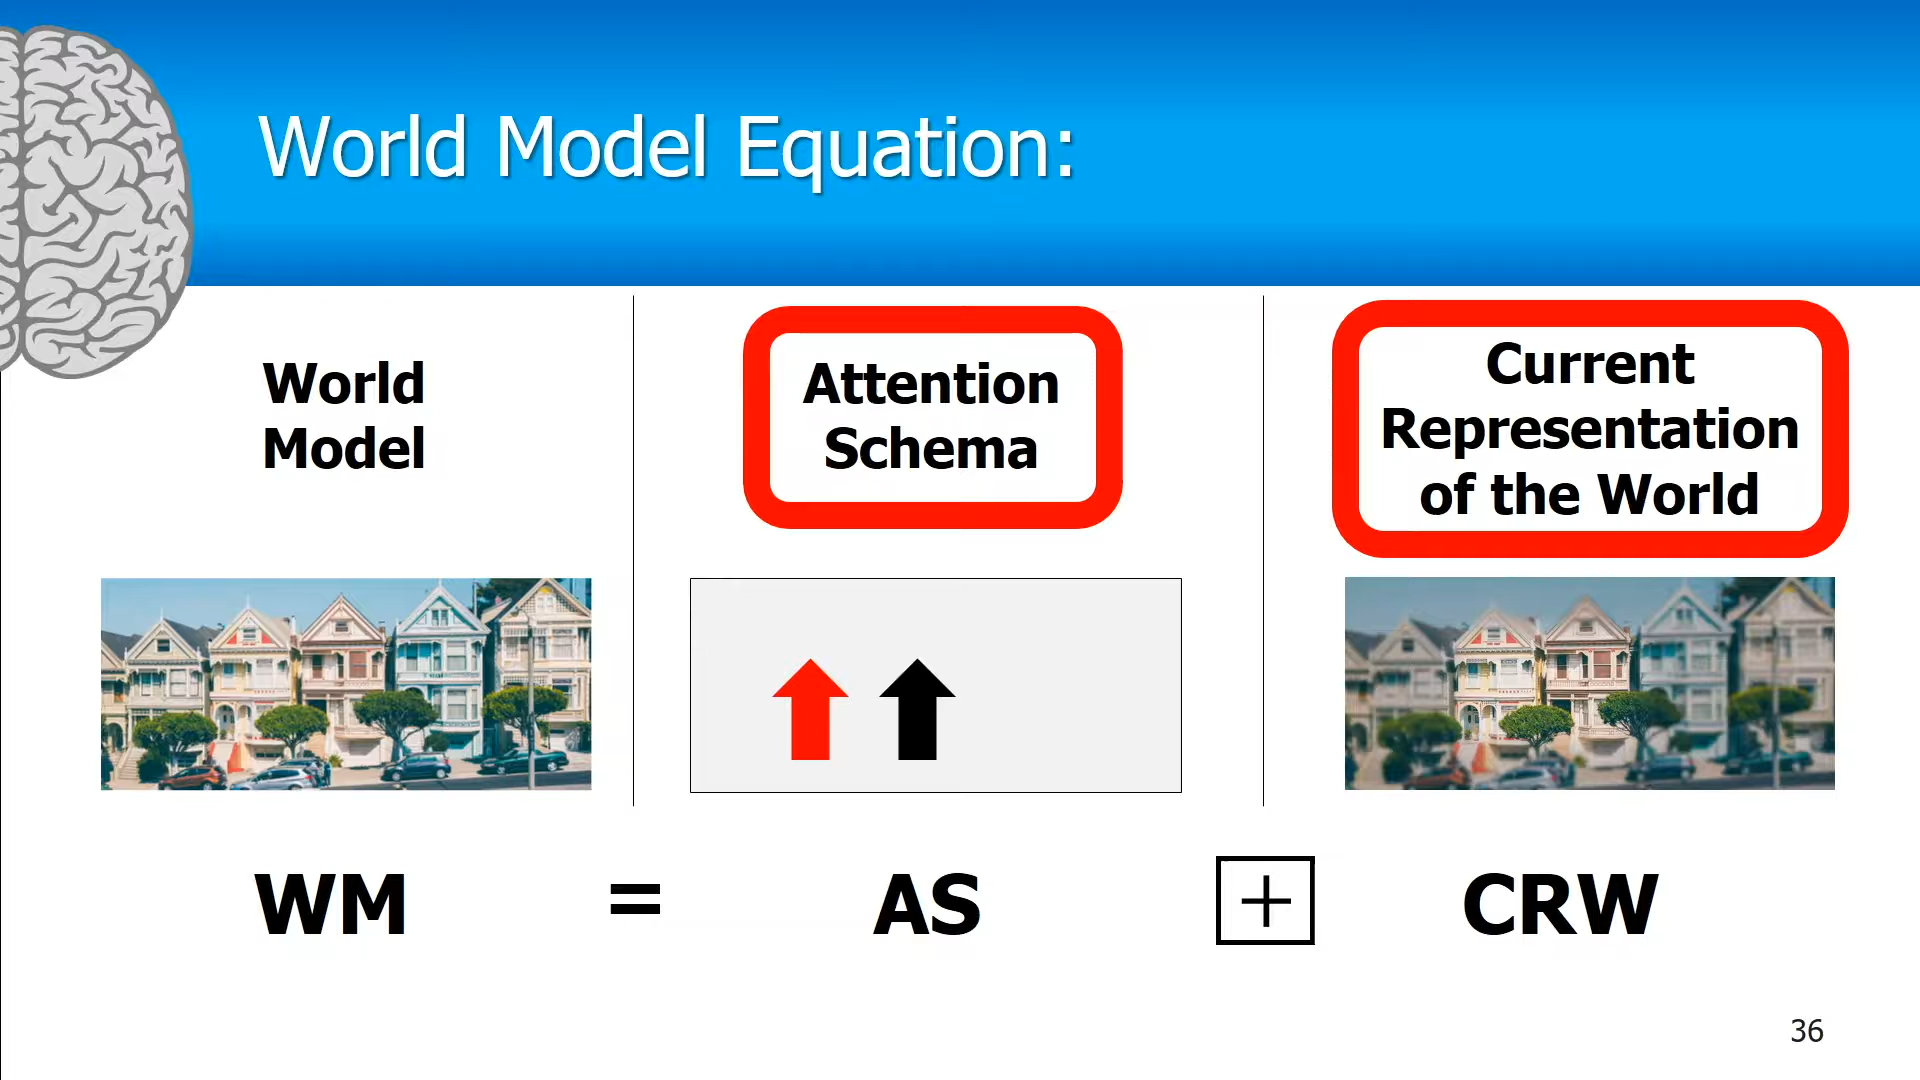 World Model Equation:
World
Model
Attention
Schema
Current
Representation
of the World
WM = AS + CRW
36